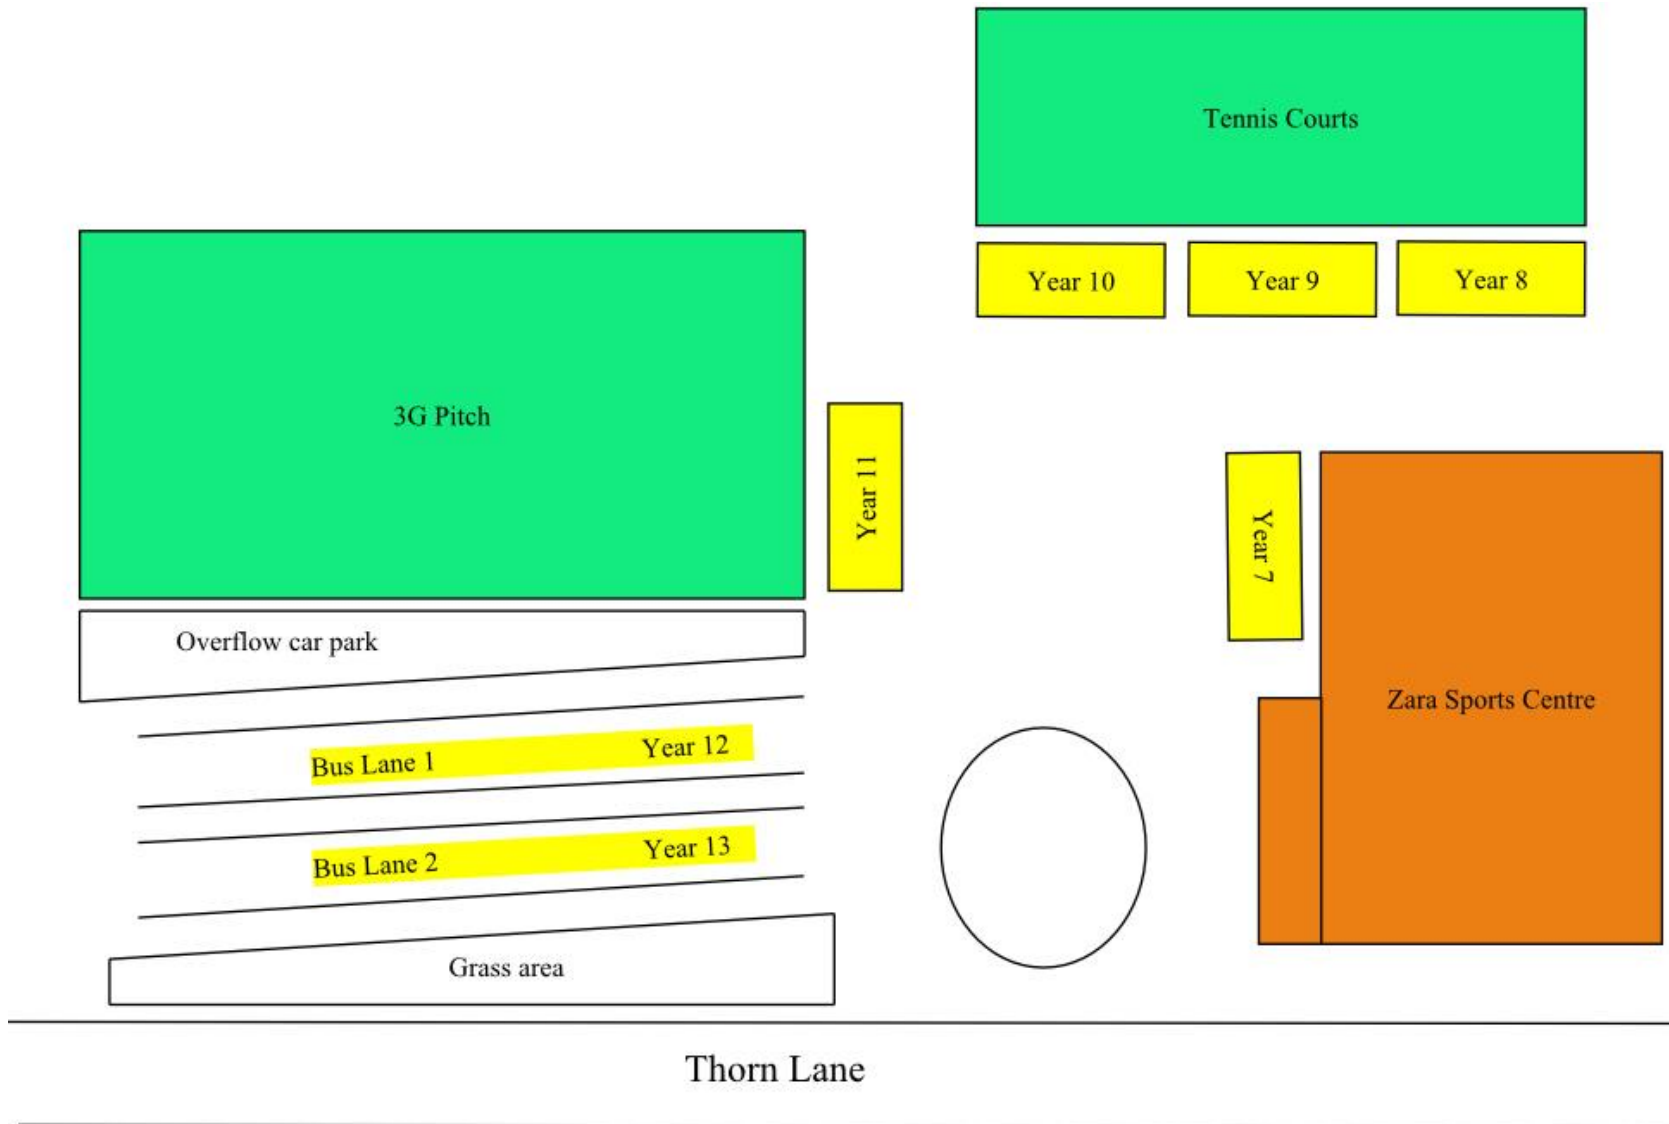 Tennis Courts
Year 10
Year 9
Year 8
3G Pitch
Year 11
Year 7
Overflow car park
Zara Sports Centre
Bus Lane 1 Year 12
Bus Lane 2 Year 13
Grass area
Thorn Lane